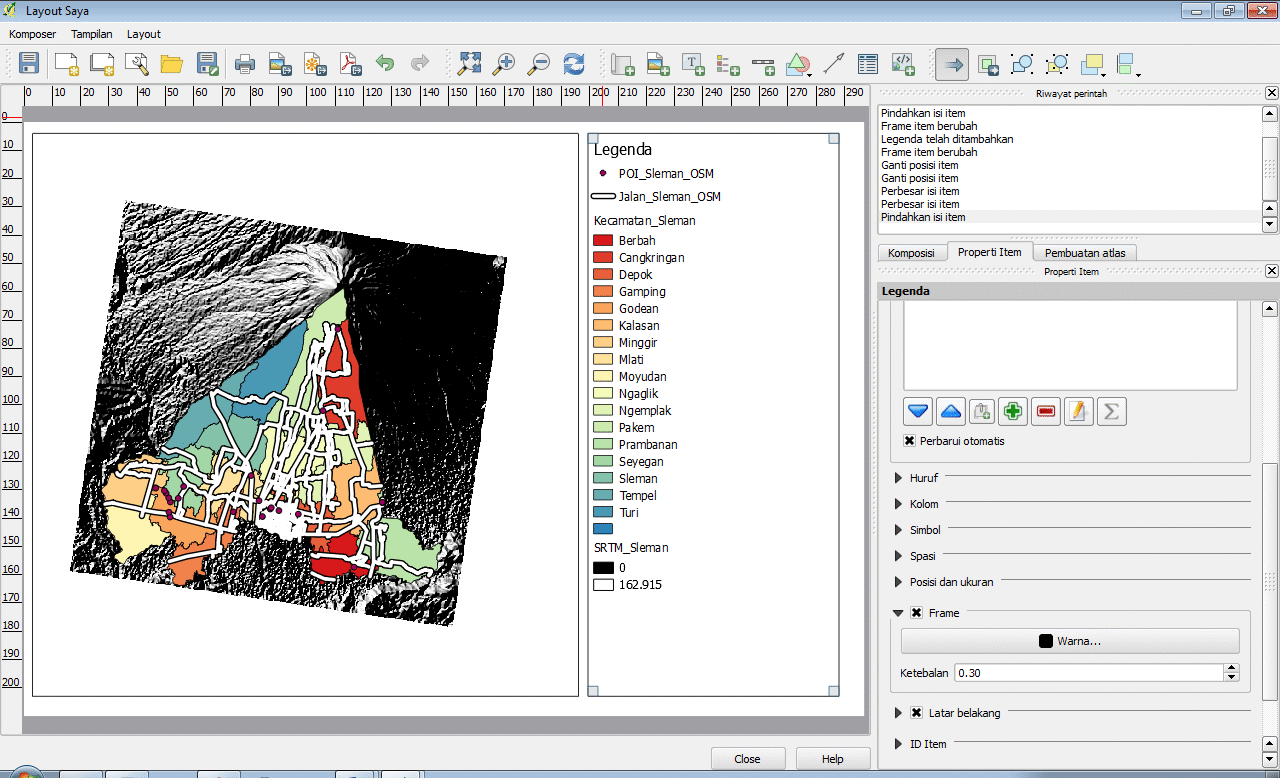 Layout Saya
Komposer Tampilan Layout
0 10 20 30 40 50 60 70 80 90 100 110 120 130 140 150 160 170 180 190 200 210 220 230 240 250 260 270 280 290
0
10
20
30
40
50
60
70
80
90
100
110
120
130
140
150
160
170
180
190
200
Legenda
POI_Sleman_OSM
Jalan_Sleman_OSM
Kecamatan_Sleman
Berbah
Cangkringan
Depok
Gamping
Godean
Kalasan
Minggir
Mlati
Moyudan
Ngaglik
Ngemplak
Pakem
Prambanan
Seyegan
Sleman
Tempel
Turi
SRTM_Sleman
0
162.915
Close Help
Riwayat perintah
Pindahkan isi item
Frame item berubah
Legenda telah ditambahkan
Frame item berubah
Ganti posisi item
Ganti posisi item
Perbesar isi item
Perbesar isi item
Pindahkan isi item
Komposisi Properti Item Pembuatan atlas
Properti Item
Legenda
Perbarui otomatis
Huruf
Kolom
Simbol
Spasi
Posisi dan ukuran
Frame
Warna...
Ketebalan 0.30
Latar belakang
ID Item